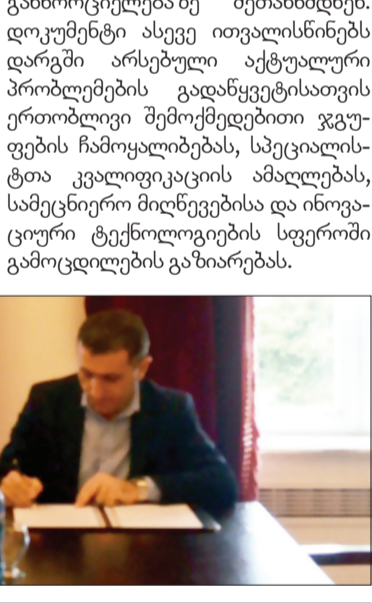 დოკუმენტი ასევე ითვალისწინებს
დარგში არსებული აქტუალური
პრობლემების გადაწყვეტისათვის
ერთობლივი შემოქმედებითი ჯგუ-
ფების ჩამოყალიბებას, სპეციალის-
ტთა კვალიფიკაციის ამაღლებას,
სამეცნიერო მიღწევებისა და ინოვა-
ციური ტექნოლოგიების სფეროში
გამოცდილების გაზიარებას.